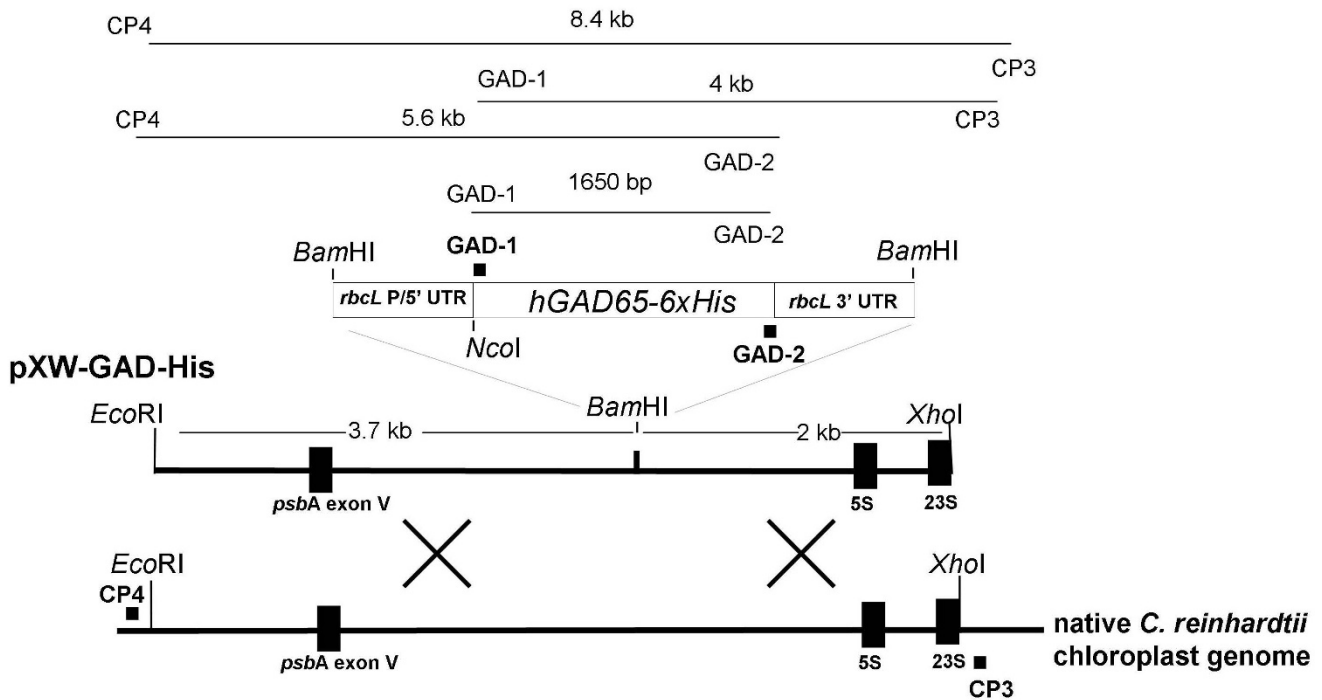 CP4 8.4 kb
CP3
GAD-1 4 kb
CP3
CP4 5.6 kb
GAD-2
1650 bp
GAD-1
GAD-2
GAD-1
BamHI BamHI
rbcL P/5' UTR hGAD65-6xHis rbcL 3' UTR
NcoI
GAD-2
pXW-GAD-His
EcoRI BamHI XhoI
3.7 kb 2 kb
psbA exon V 5S 23S
EcoRI XhoI
CP4
native C. reinhardtii
chloroplast genome
psbA exon V 5S 23S
CP3